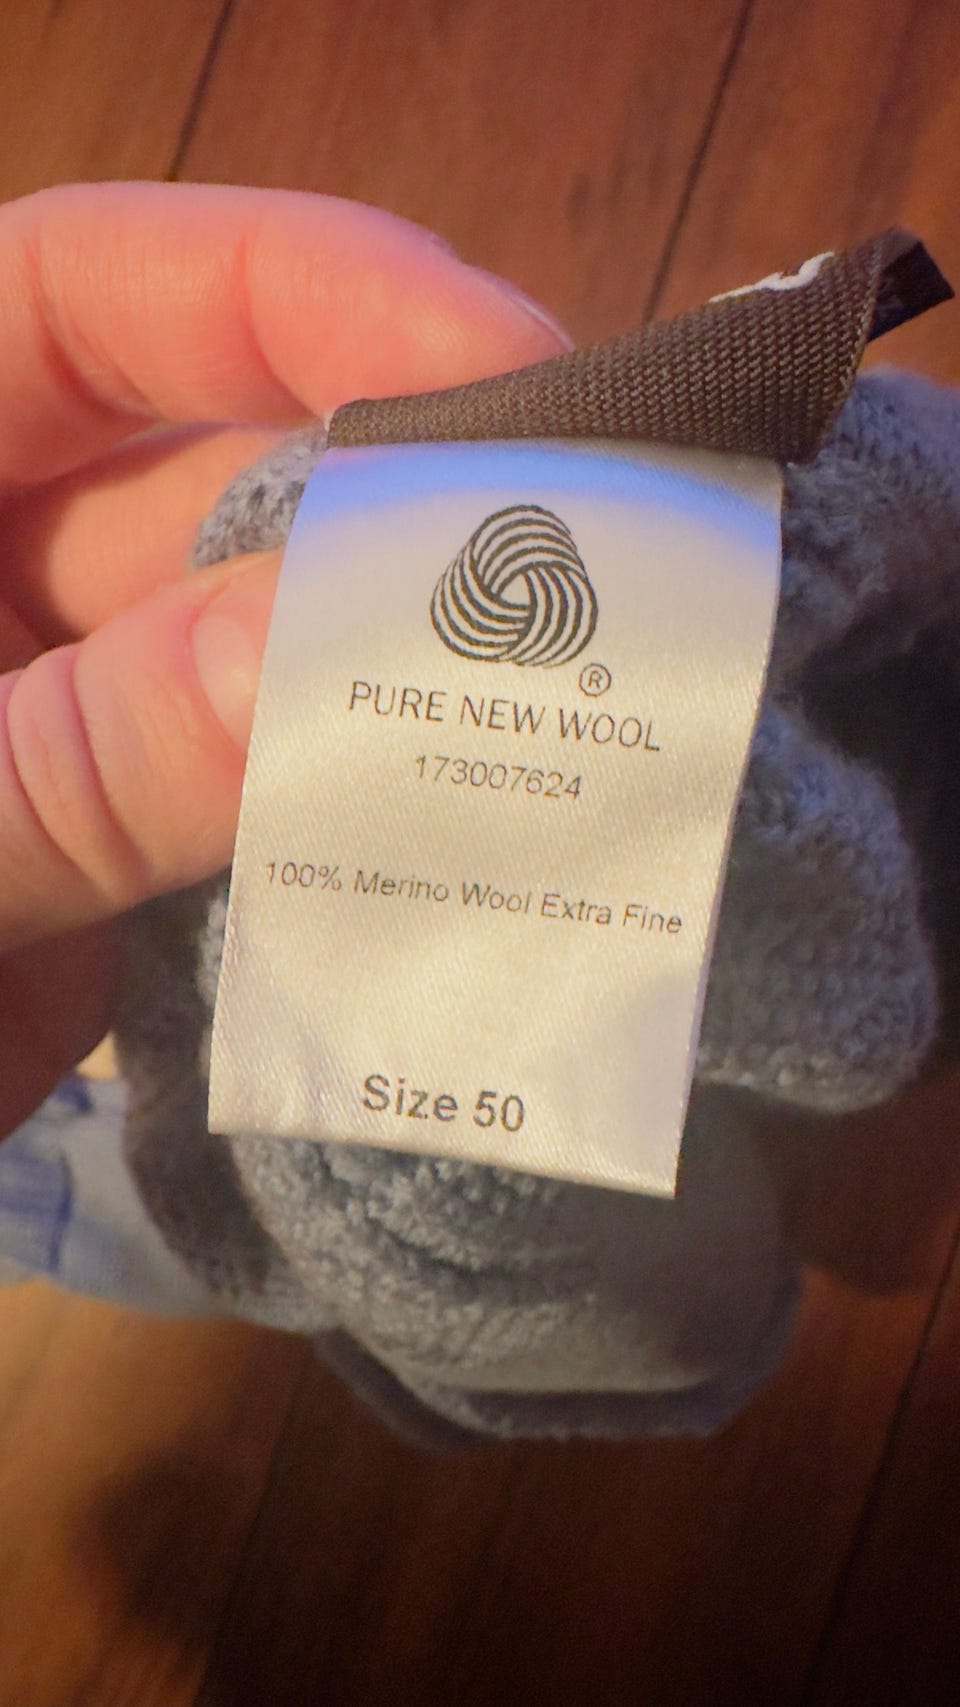 ®
PURE NEW WOOL
173007624
100% Merino Wool Extra Fine
Size 50